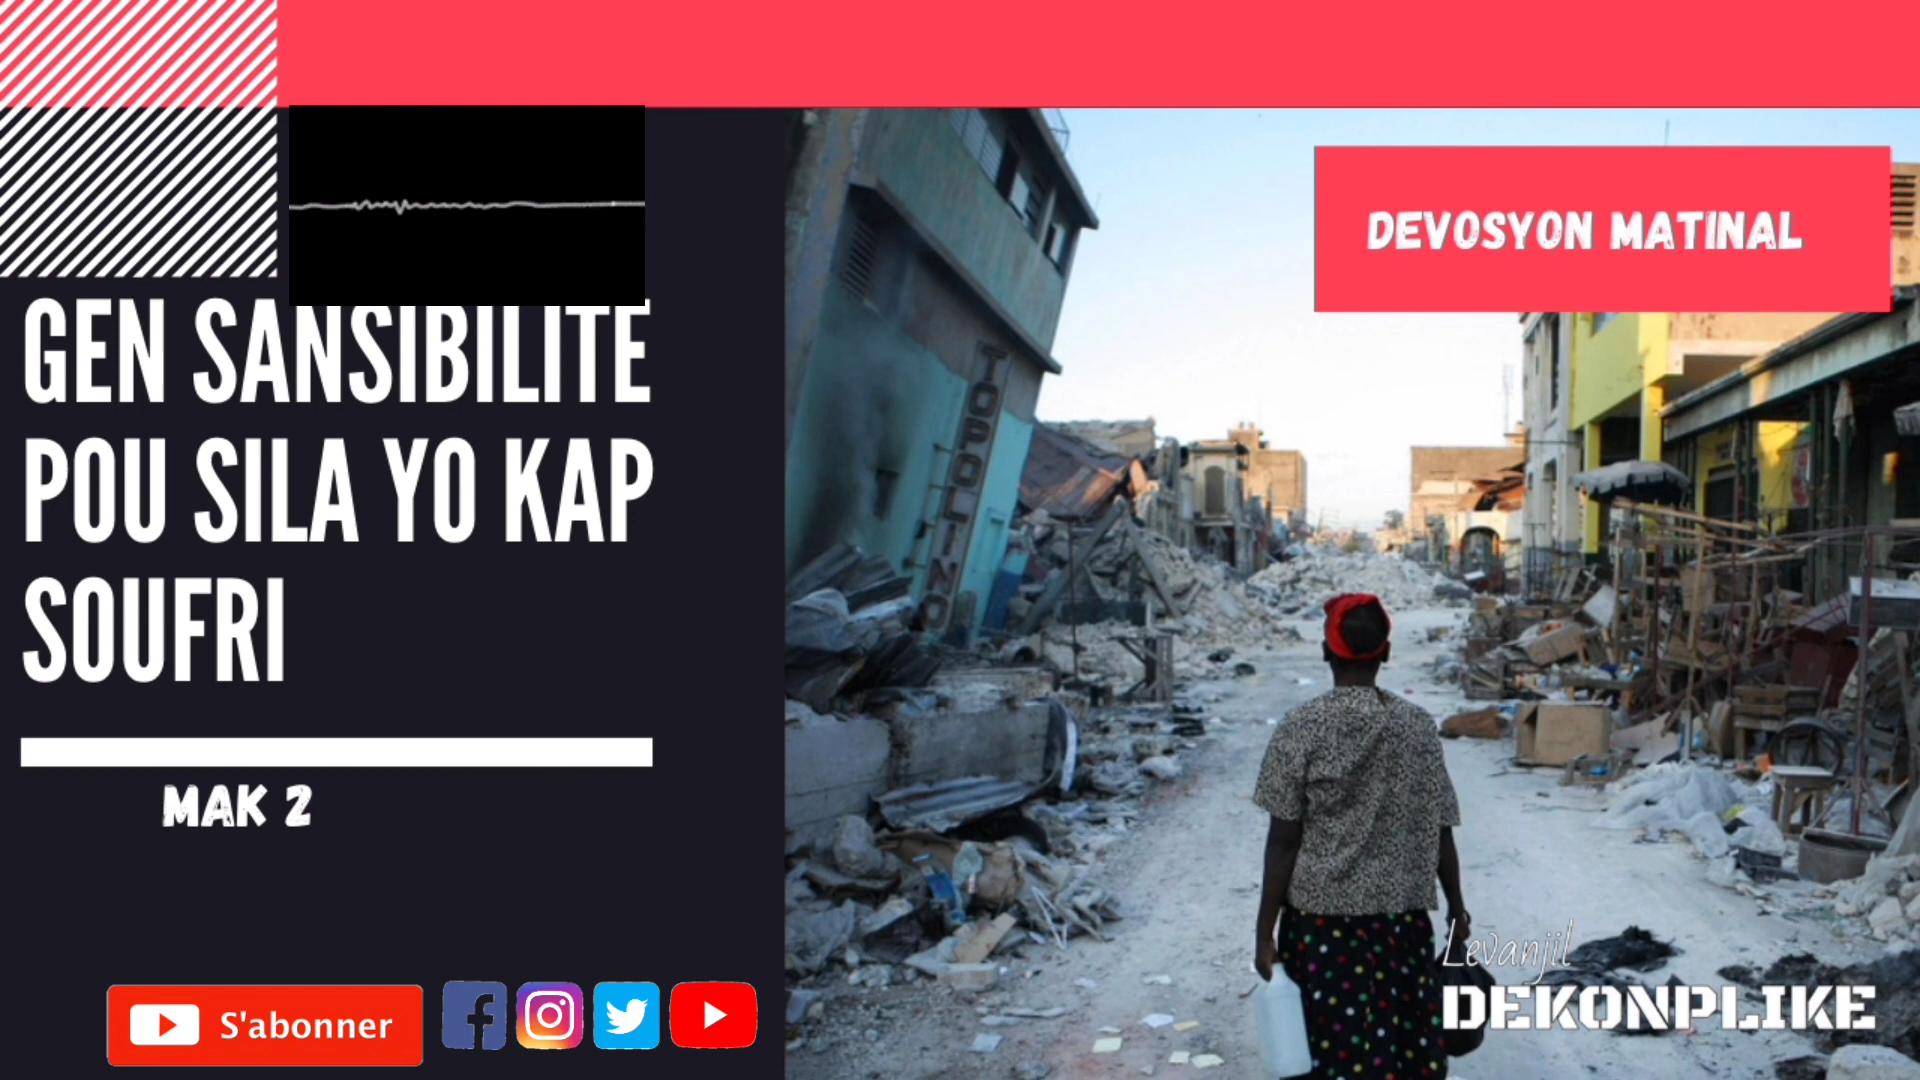 DEVOSYON MATINAL
GEN SANSIBILITE
POU SILA YO KAP
SOUFRI
MAK 2
TOPOLINO
Levanjil
DEKONPLIKE
S'abonner